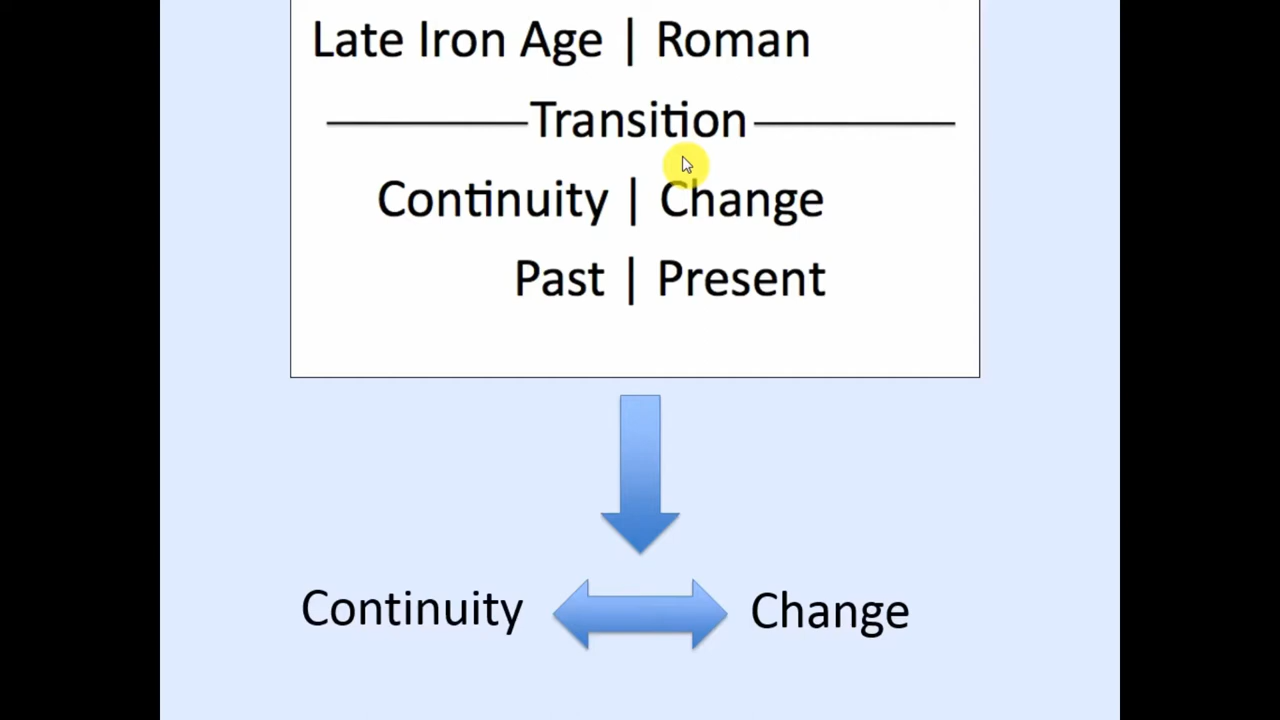 Late Iron Age | Roman
Transition
Continuity | Change
Past | Present
Continuity Change